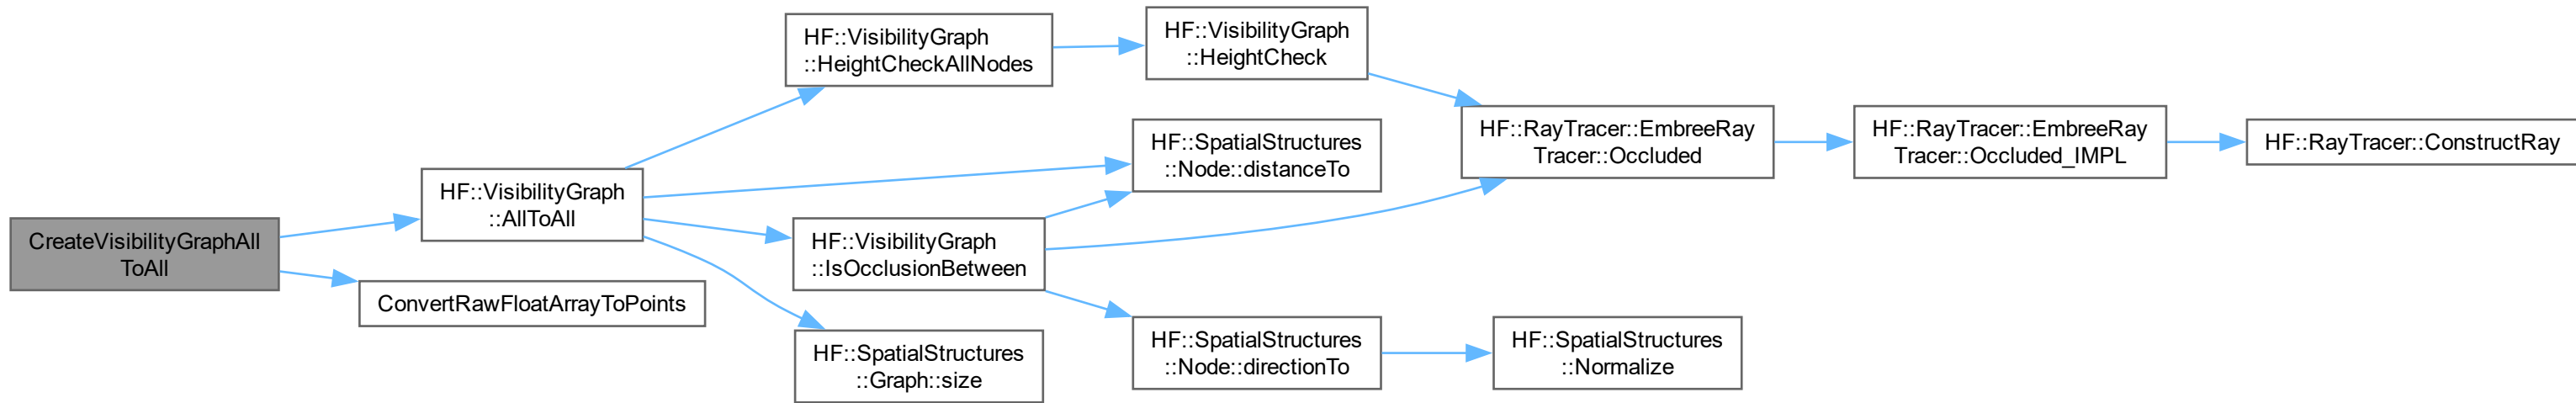 CreateVisibilityGraphAll
ToAll
HF::VisibilityGraph
::AllToAll
ConvertRawFloatArrayToPoints
HF::VisibilityGraph
::HeightCheckAllNodes
HF::VisibilityGraph
::IsOcclusionBetween
HF::SpatialStructures
::Graph::size
HF::VisibilityGraph
::HeightCheck
HF::SpatialStructures
::Node::distanceTo
HF::SpatialStructures
::Node::directionTo
HF::RayTracer::EmbreeRay
Tracer::Occluded
HF::SpatialStructures
::Normalize
HF::RayTracer::EmbreeRay
Tracer::Occluded_IMPL
HF::RayTracer::ConstructRay